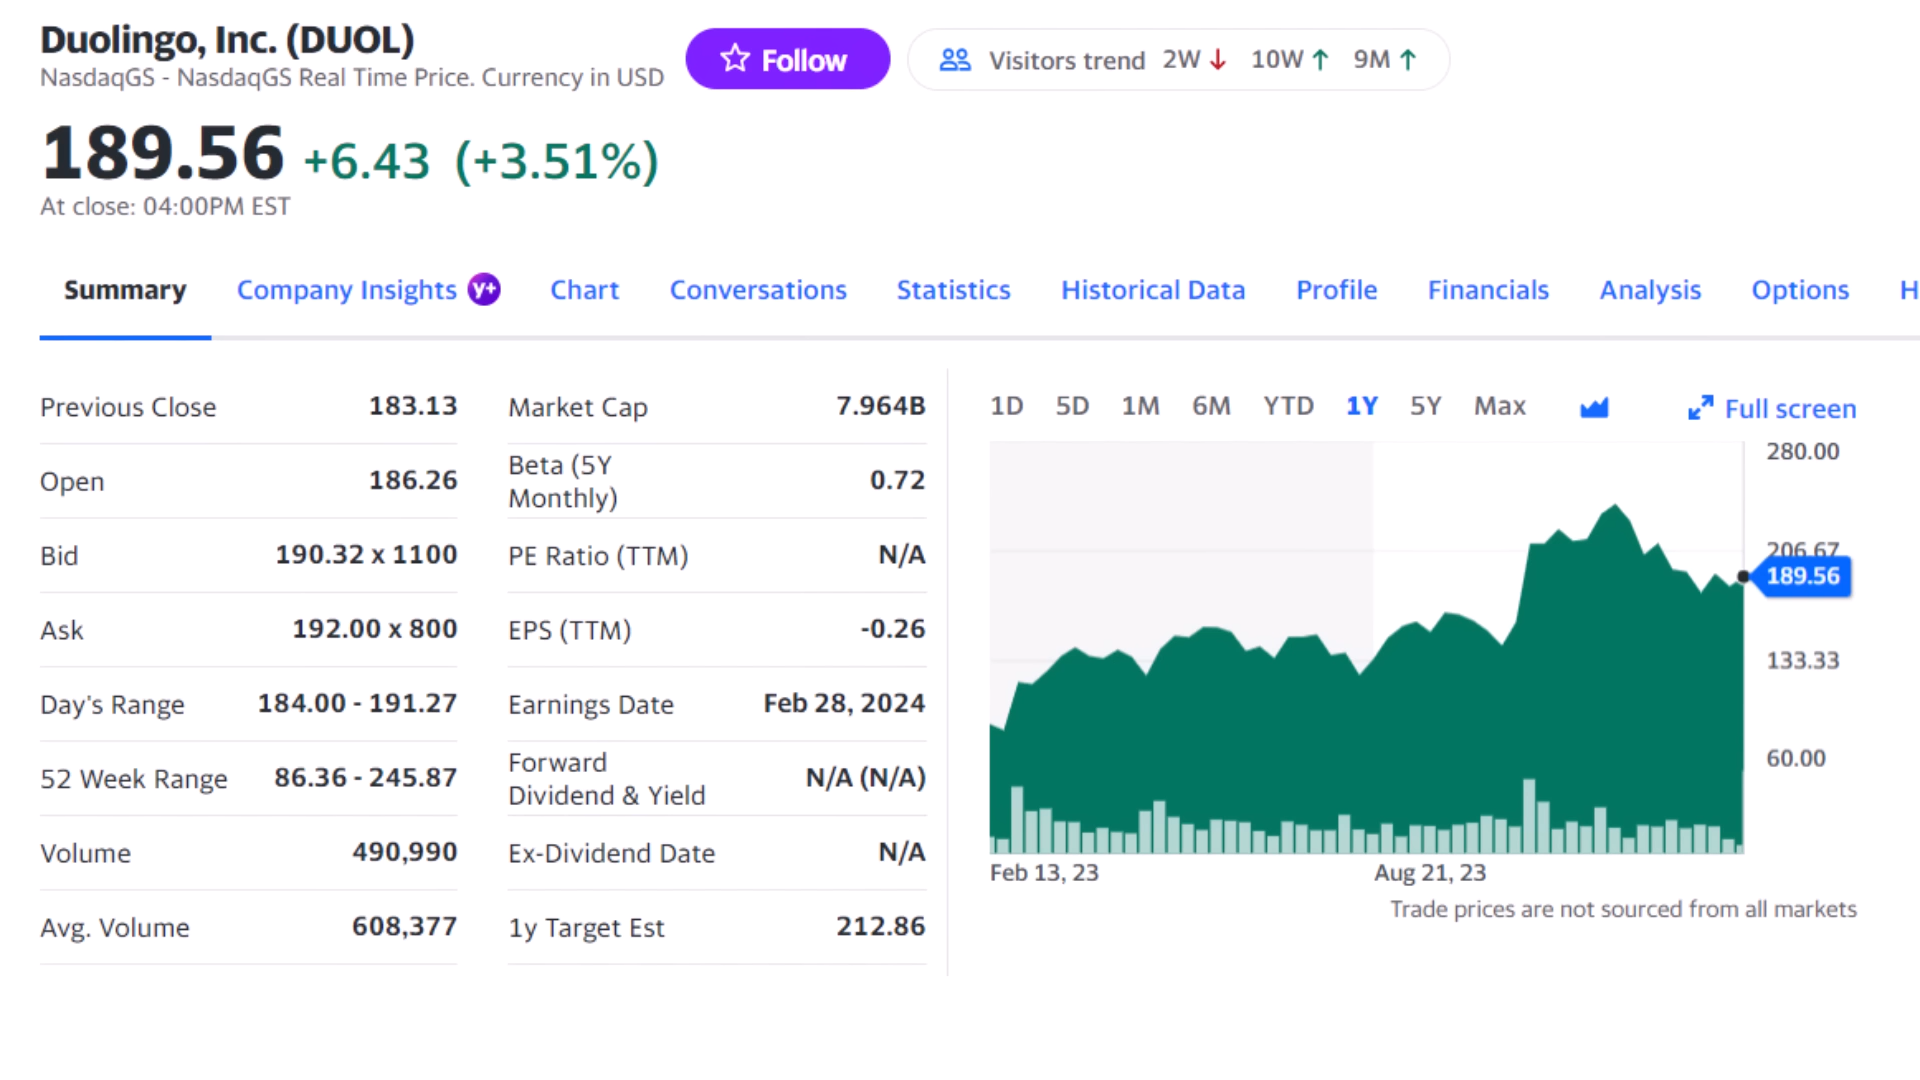 Duolingo, Inc. (DUOL)
NasdaqGS - NasdaqGS Real Time Price. Currency in USD
Follow
Visitors trend 2W 10W 9M
189.56 +6.43 (+3.51%)
At close: 04:00PM EST
Summary Company Insights y+ Chart Conversations Statistics Historical Data Profile Financials Analysis Options H
Previous Close 183.13
Open 186.26
Bid 190.32 x 1100
Ask 192.00 x 800
Day's Range 184.00 - 191.27
52 Week Range 86.36 - 245.87
Volume 490,990
Avg. Volume 608,377
Market Cap 7.964B
Beta (5Y
Monthly) 0.72
PE Ratio (TTM) N/A
EPS (TTM) -0.26
Earnings Date Feb 28, 2024
Forward
Dividend & Yield N/A (N/A)
Ex-Dividend Date N/A
1y Target Est 212.86
1D 5D 1M 6M YTD 1Y 5Y Max Full screen
280.00
206.67
189.56
133.33
60.00
Feb 13, 23 Aug 21, 23
Trade prices are not sourced from all markets